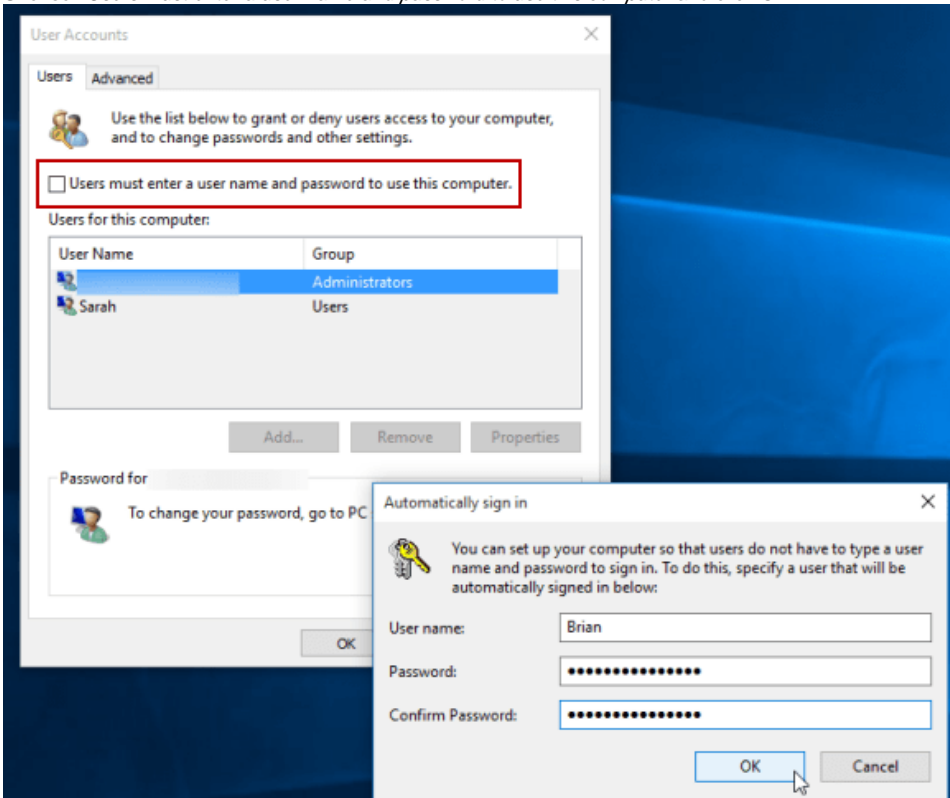 User Accounts
Users Advanced
Use the list below to grant or deny users access to your computer,
and to change passwords and other settings.
Users must enter a user name and password to use this computer.
Users for this computer:
User Name Group
Administrators
Sarah Users
Add... Remove Properties
Password for
To change your password, go to PC
OK
Automatically sign in
You can set up your computer so that users do not have to type a user
name and password to sign in. To do this, specify a user that will be
automatically signed in below:
User name: Brian
Password: ●●●●●●●●●●●●●●●
Confirm Password: ●●●●●●●●●●●●●●●
OK Cancel